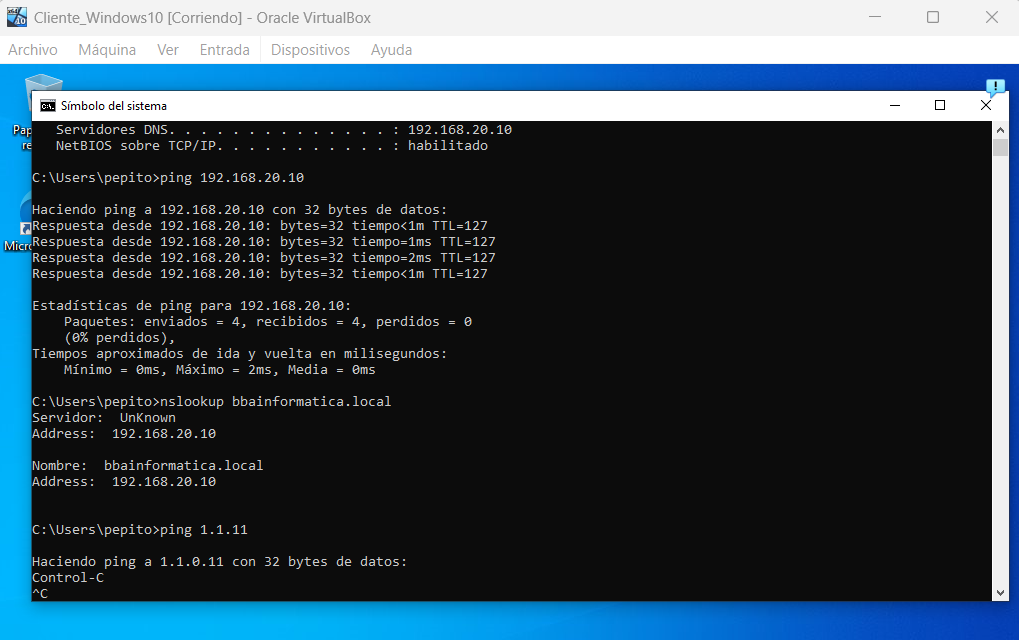 Cliente_Windows10 [Corriendo] - Oracle VirtualBox
Archivo Máquina Ver Entrada Dispositivos Ayuda
Símbolo del sistema
Servidores DNS. . . . . . . . . . . . . . : 192.168.20.10
NetBIOS sobre TCP/IP. . . . . . . . . . . : habilitado
C:\Users\pepito>ping 192.168.20.10
Haciendo ping a 192.168.20.10 con 32 bytes de datos:
Respuesta desde 192.168.20.10: bytes=32 tiempo<1m TTL=127
Respuesta desde 192.168.20.10: bytes=32 tiempo=1ms TTL=127
Respuesta desde 192.168.20.10: bytes=32 tiempo=2ms TTL=127
Respuesta desde 192.168.20.10: bytes=32 tiempo<1m TTL=127
Estadísticas de ping para 192.168.20.10:
Paquetes: enviados = 4, recibidos = 4, perdidos = 0
(0% perdidos),
Tiempos aproximados de ida y vuelta en milisegundos:
Mínimo = 0ms, Máximo = 2ms, Media = 0ms
C:\Users\pepito>nslookup bbainformatica.local
Servidor: UnKnown
Address: 192.168.20.10
Nombre: bbainformatica.local
Address: 192.168.20.10
C:\Users\pepito>ping 1.1.11
Haciendo ping a 1.1.0.11 con 32 bytes de datos:
Control-C
^C